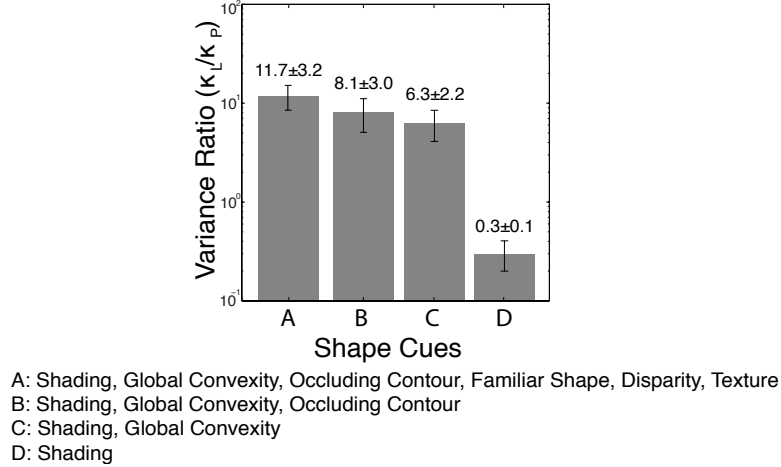 10²
11.7±3.2
8.1±3.0
6.3±2.2
10¹
10⁰
0.3±0.1
10⁻¹
Variance Ratio (κ_L/κ_P)
A B C D
Shape Cues
A: Shading, Global Convexity, Occluding Contour, Familiar Shape, Disparity, Texture
B: Shading, Global Convexity, Occluding Contour
C: Shading, Global Convexity
D: Shading